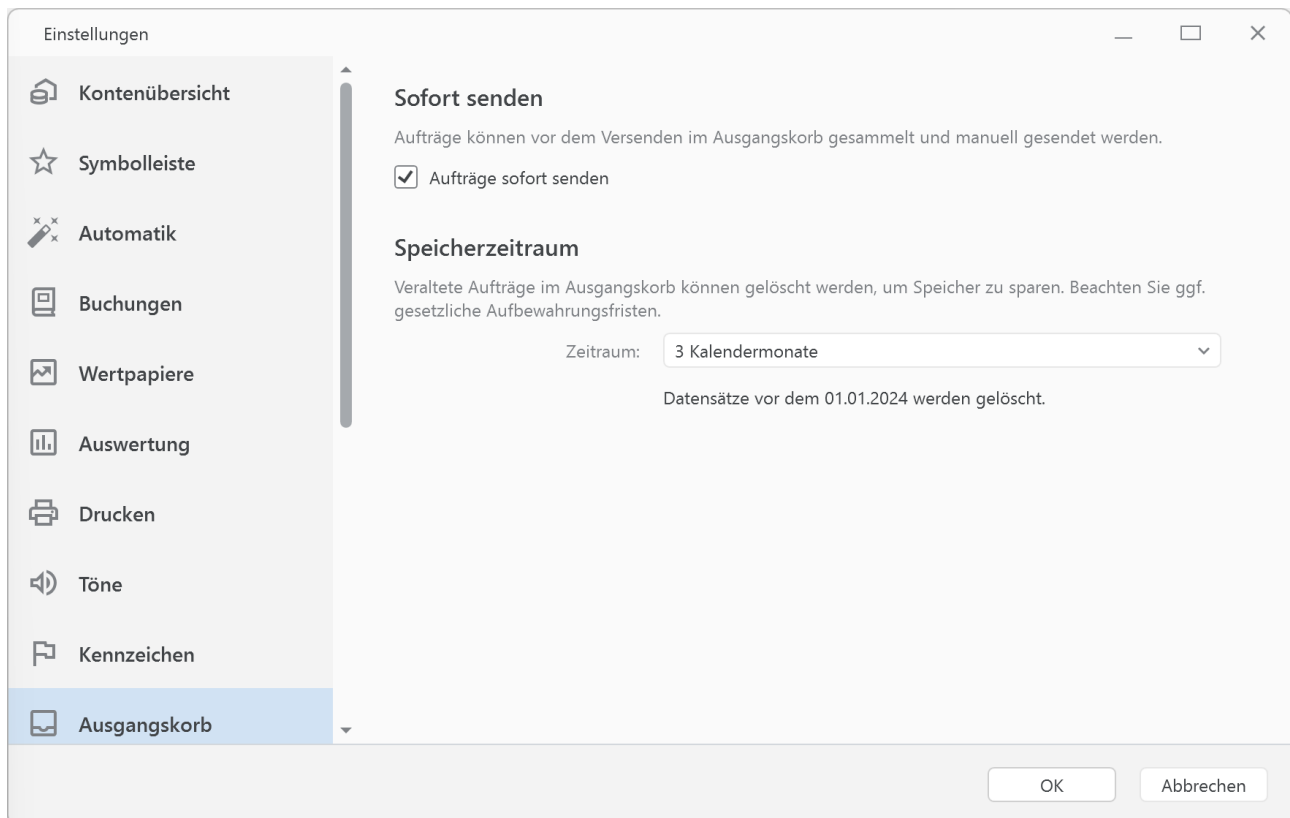 Einstellungen
Kontenübersicht
Symbolleiste
Automatik
Buchungen
Wertpapiere
Auswertung
Drucken
Töne
Kennzeichen
Ausgangskorb
Sofort senden
Aufträge können vor dem Versenden im Ausgangskorb gesammelt und manuell gesendet werden.
Aufträge sofort senden
Speicherzeitraum
Veraltete Aufträge im Ausgangskorb können gelöscht werden, um Speicher zu sparen. Beachten Sie ggf.
gesetzliche Aufbewahrungsfristen.
Zeitraum: 3 Kalendermonate
Datensätze vor dem 01.01.2024 werden gelöscht.
OK Abbrechen